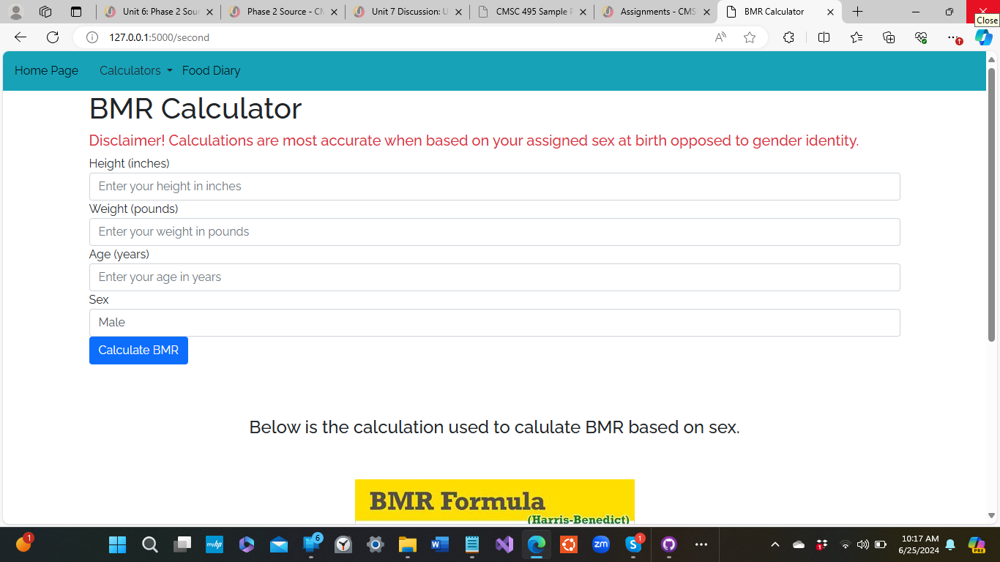 Unit 6: Phase 2 Sour
Phase 2 Source - CM
Unit 7 Discussion: U
CMSC 495 Sample P
Assignments - CMS
BMR Calculator
Close
127.0.0.1:5000/second
Home Page Calculators Food Diary
BMR Calculator
Disclaimer! Calculations are most accurate when based on your assigned sex at birth opposed to gender identity.
Height (inches)
Enter your height in inches
Weight (pounds)
Enter your weight in pounds
Age (years)
Enter your age in years
Sex
Male
Calculate BMR
Below is the calculation used to calulate BMR based on sex.
BMR Formula
(Harris-Benedict)
1
myhp
6
zm
1
1
10:17 AM
6/25/2024
PRE